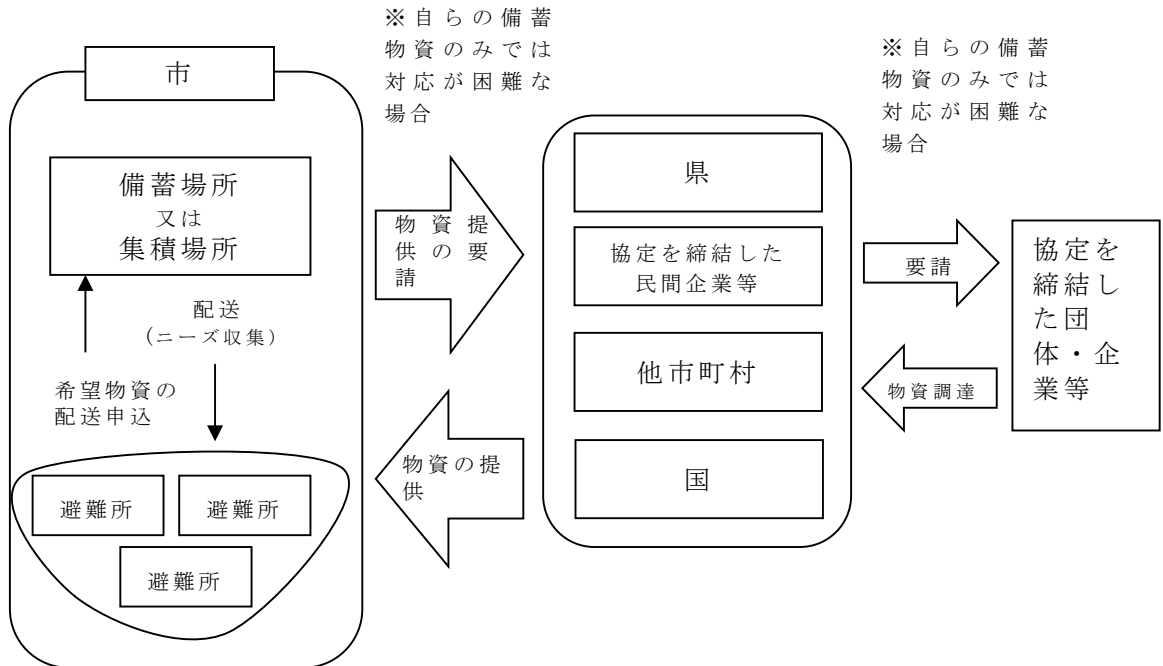 ※自らの備蓄
物資のみでは
対応が困難な
場合
※自らの備蓄
物資のみでは
対応が困難な
場合
市
備蓄場所
又は
集積場所
配送
(ニーズ収集)
希望物資の
配送申込
避難所
避難所
避難所
物資提
供の要
請
物資の提
供
県
協定を締結した
民間企業等
他市町村
国
要請
物資調達
協定を
締結し
た団
体・企
業等